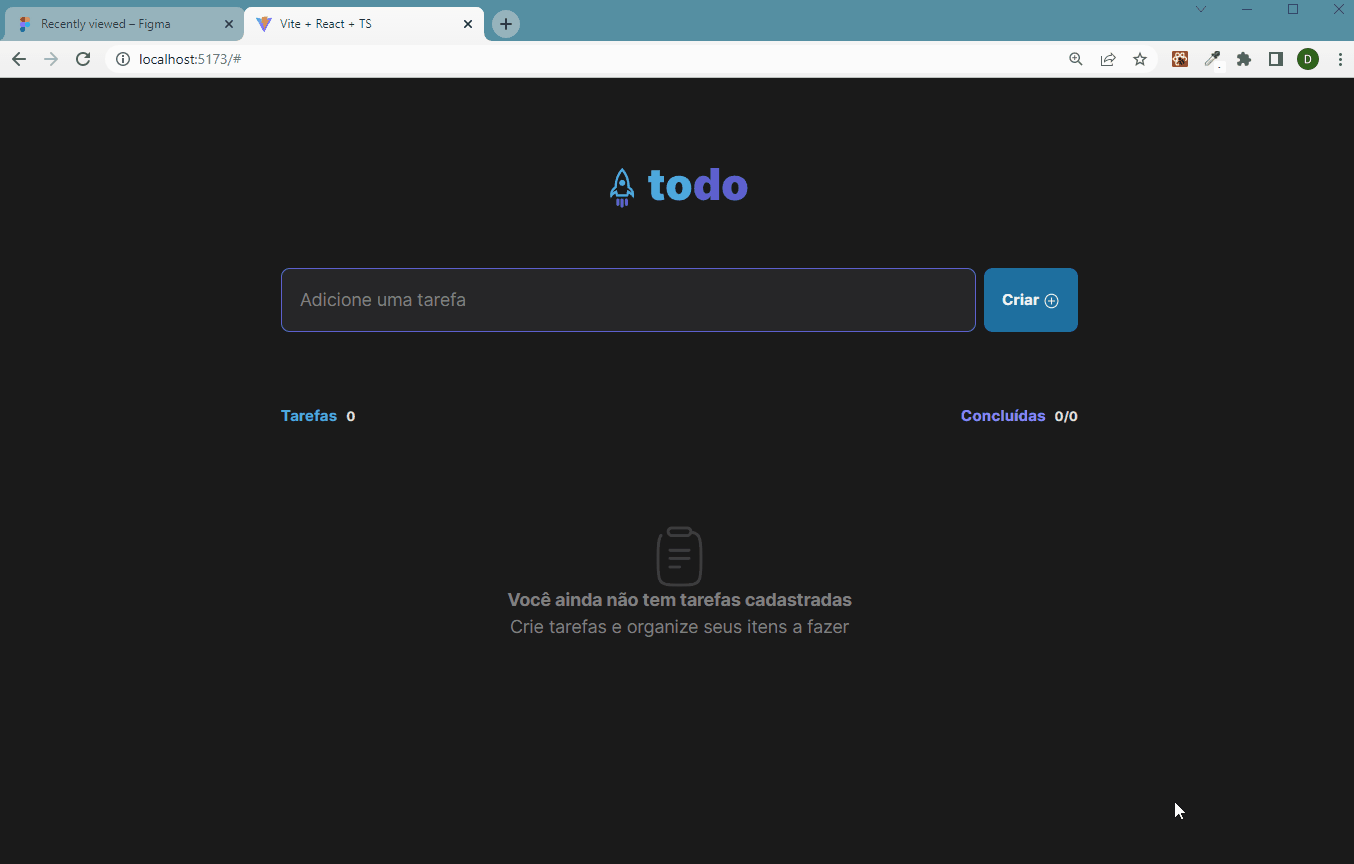 Recently viewed – Figma
Vite + React + TS
localhost:5173/#
D
todo
Adicione uma tarefa
Criar
Tarefas 0
Concluídas 0/0
Você ainda não tem tarefas cadastradas
Crie tarefas e organize seus itens a fazer